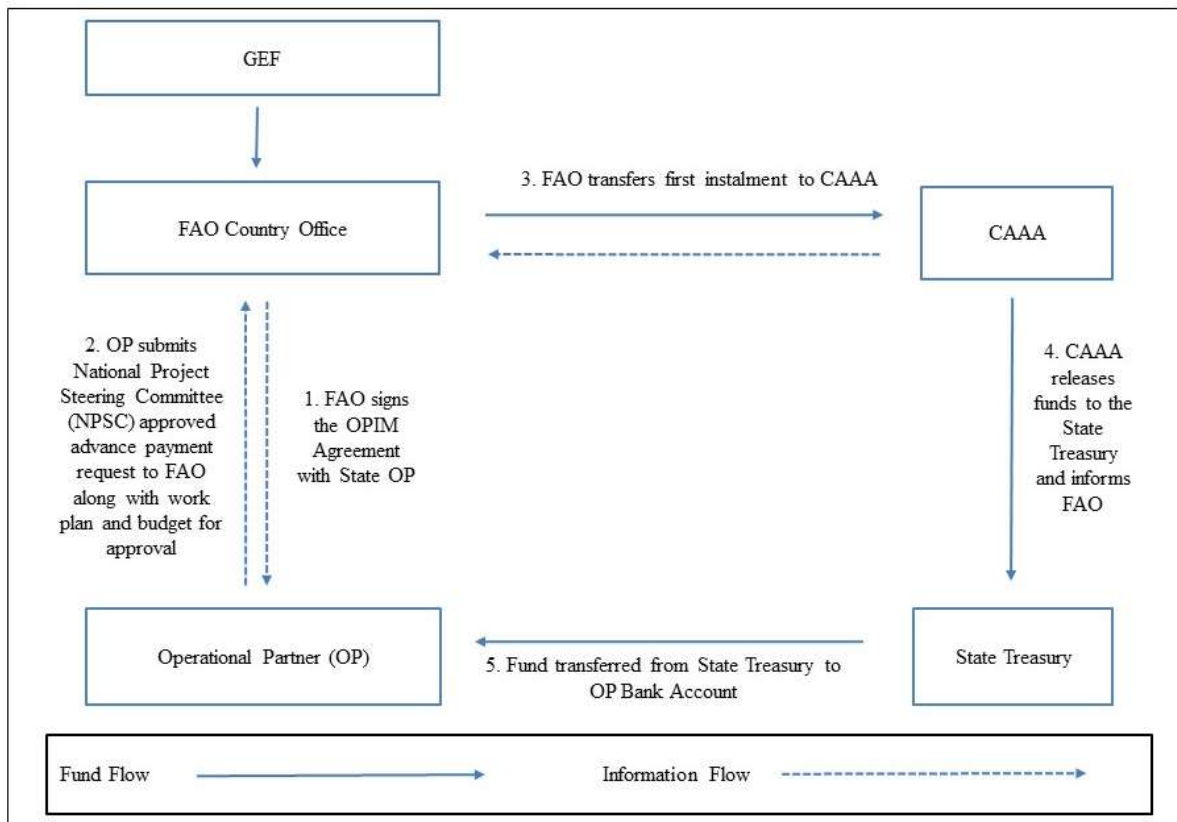 GEF
3. FAO transfers first instalment to CAAA
FAO Country Office
CAAA
2. OP submits
National Project
Steering Committee
(NPSC) approved
advance payment
request to FAO
along with work
plan and budget for
approval
1. FAO signs
the OPIM
Agreement
with State OP
4. CAAA
releases
funds to the
State
Treasury
and informs
FAO
Operational Partner (OP)
5. Fund transferred from State Treasury to
OP Bank Account
State Treasury
Fund Flow
Information Flow